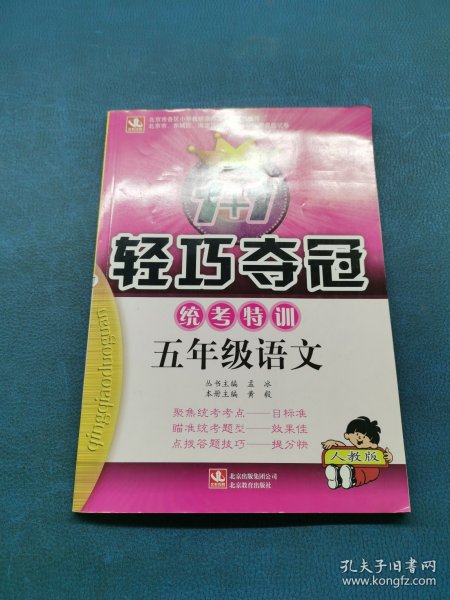 1+1
轻巧夺冠
统考特训
五年级语文
丛书主编 孟 冰
本册主编 黄 毅
聚焦统考考点——目标准
瞄准统考题型——效果佳
点拨答题技巧——提分快
人教版
北京出版集团公司
北京教育出版社
qingqiaoduoguan
孔夫子旧书网
www.kongfz.com